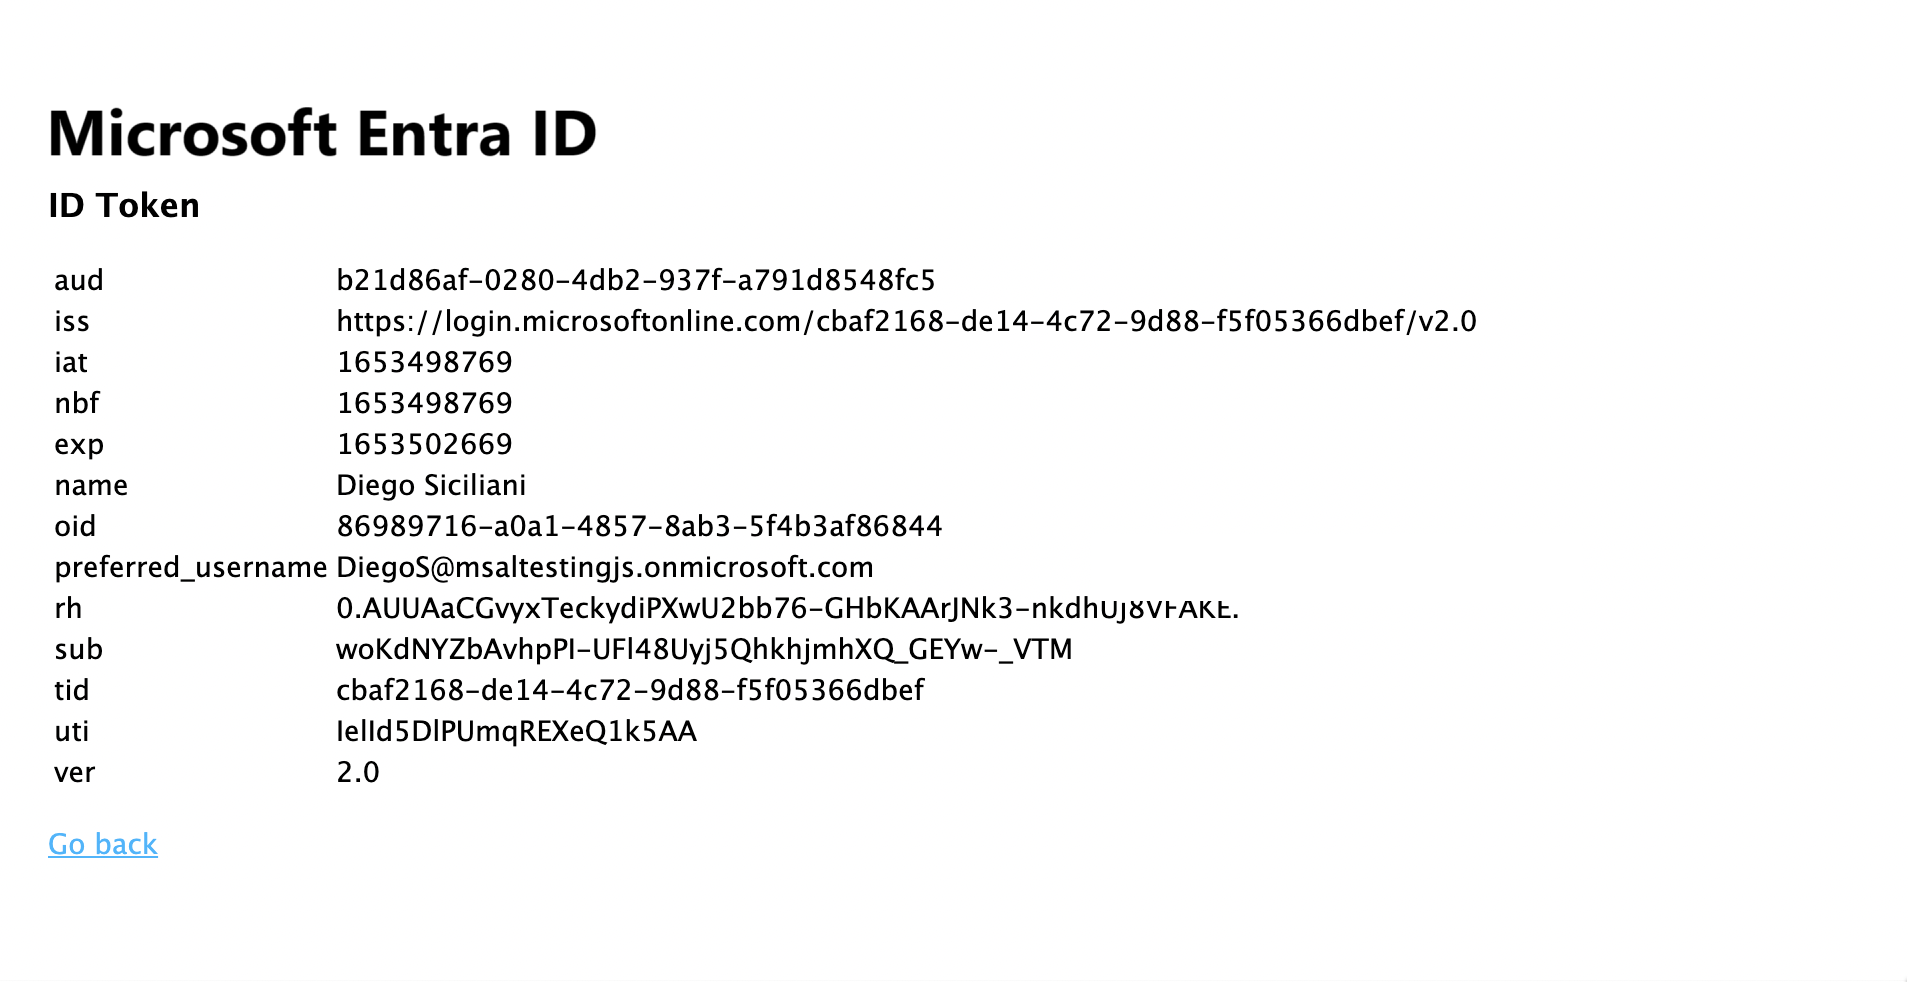 Microsoft Entra ID
ID Token
aud b21d86af-0280-4db2-937f-a791d8548fc5
iss https://login.microsoftonline.com/cbaf2168-de14-4c72-9d88-f5f05366dbef/v2.0
iat 1653498769
nbf 1653498769
exp 1653502669
name Diego Siciliani
oid 86989716-a0a1-4857-8ab3-5f4b3af86844
preferred_username DiegoS@msaltestingjs.onmicrosoft.com
rh 0.AUUAaCGvyxTeckydiPXwU2bb76-GHbKAArJNk3-nkdhUj8VFAKE.
sub woKdNYZbAvhpPI-UFl48Uyj5QhkhjmhXQ_GEYw-_VTM
tid cbaf2168-de14-4c72-9d88-f5f05366dbef
uti IelId5DlPUmqREXeQ1k5AA
ver 2.0
Go back